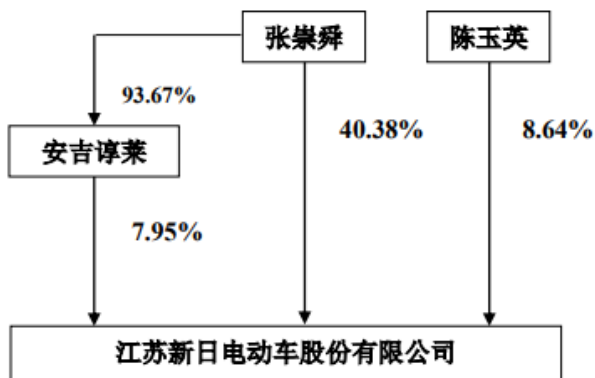 张崇舜
陈玉英
93.67%
40.38%
8.64%
安吉谆莱
7.95%
江苏新日电动车股份有限公司